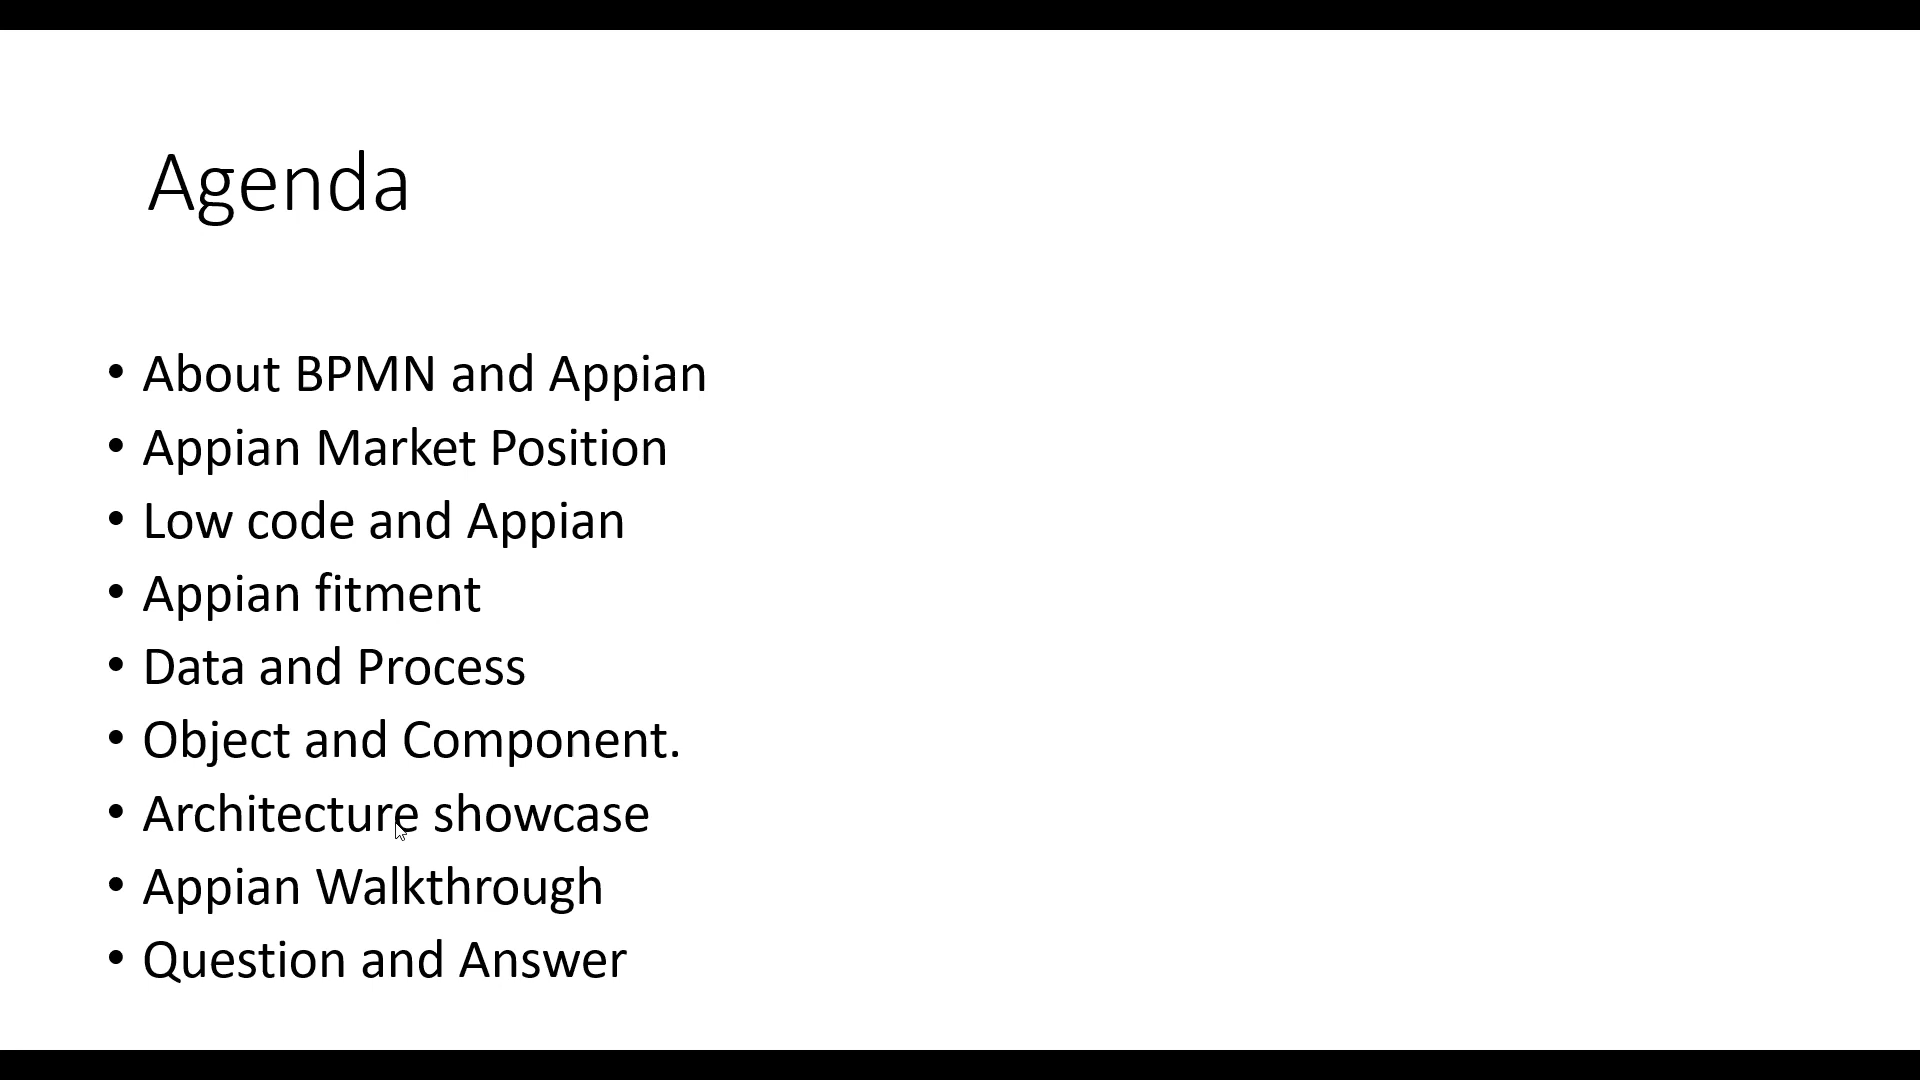 Agenda
• About BPMN and Appian
• Appian Market Position
• Low code and Appian
• Appian fitment
• Data and Process
• Object and Component.
• Architecture showcase
• Appian Walkthrough
• Question and Answer